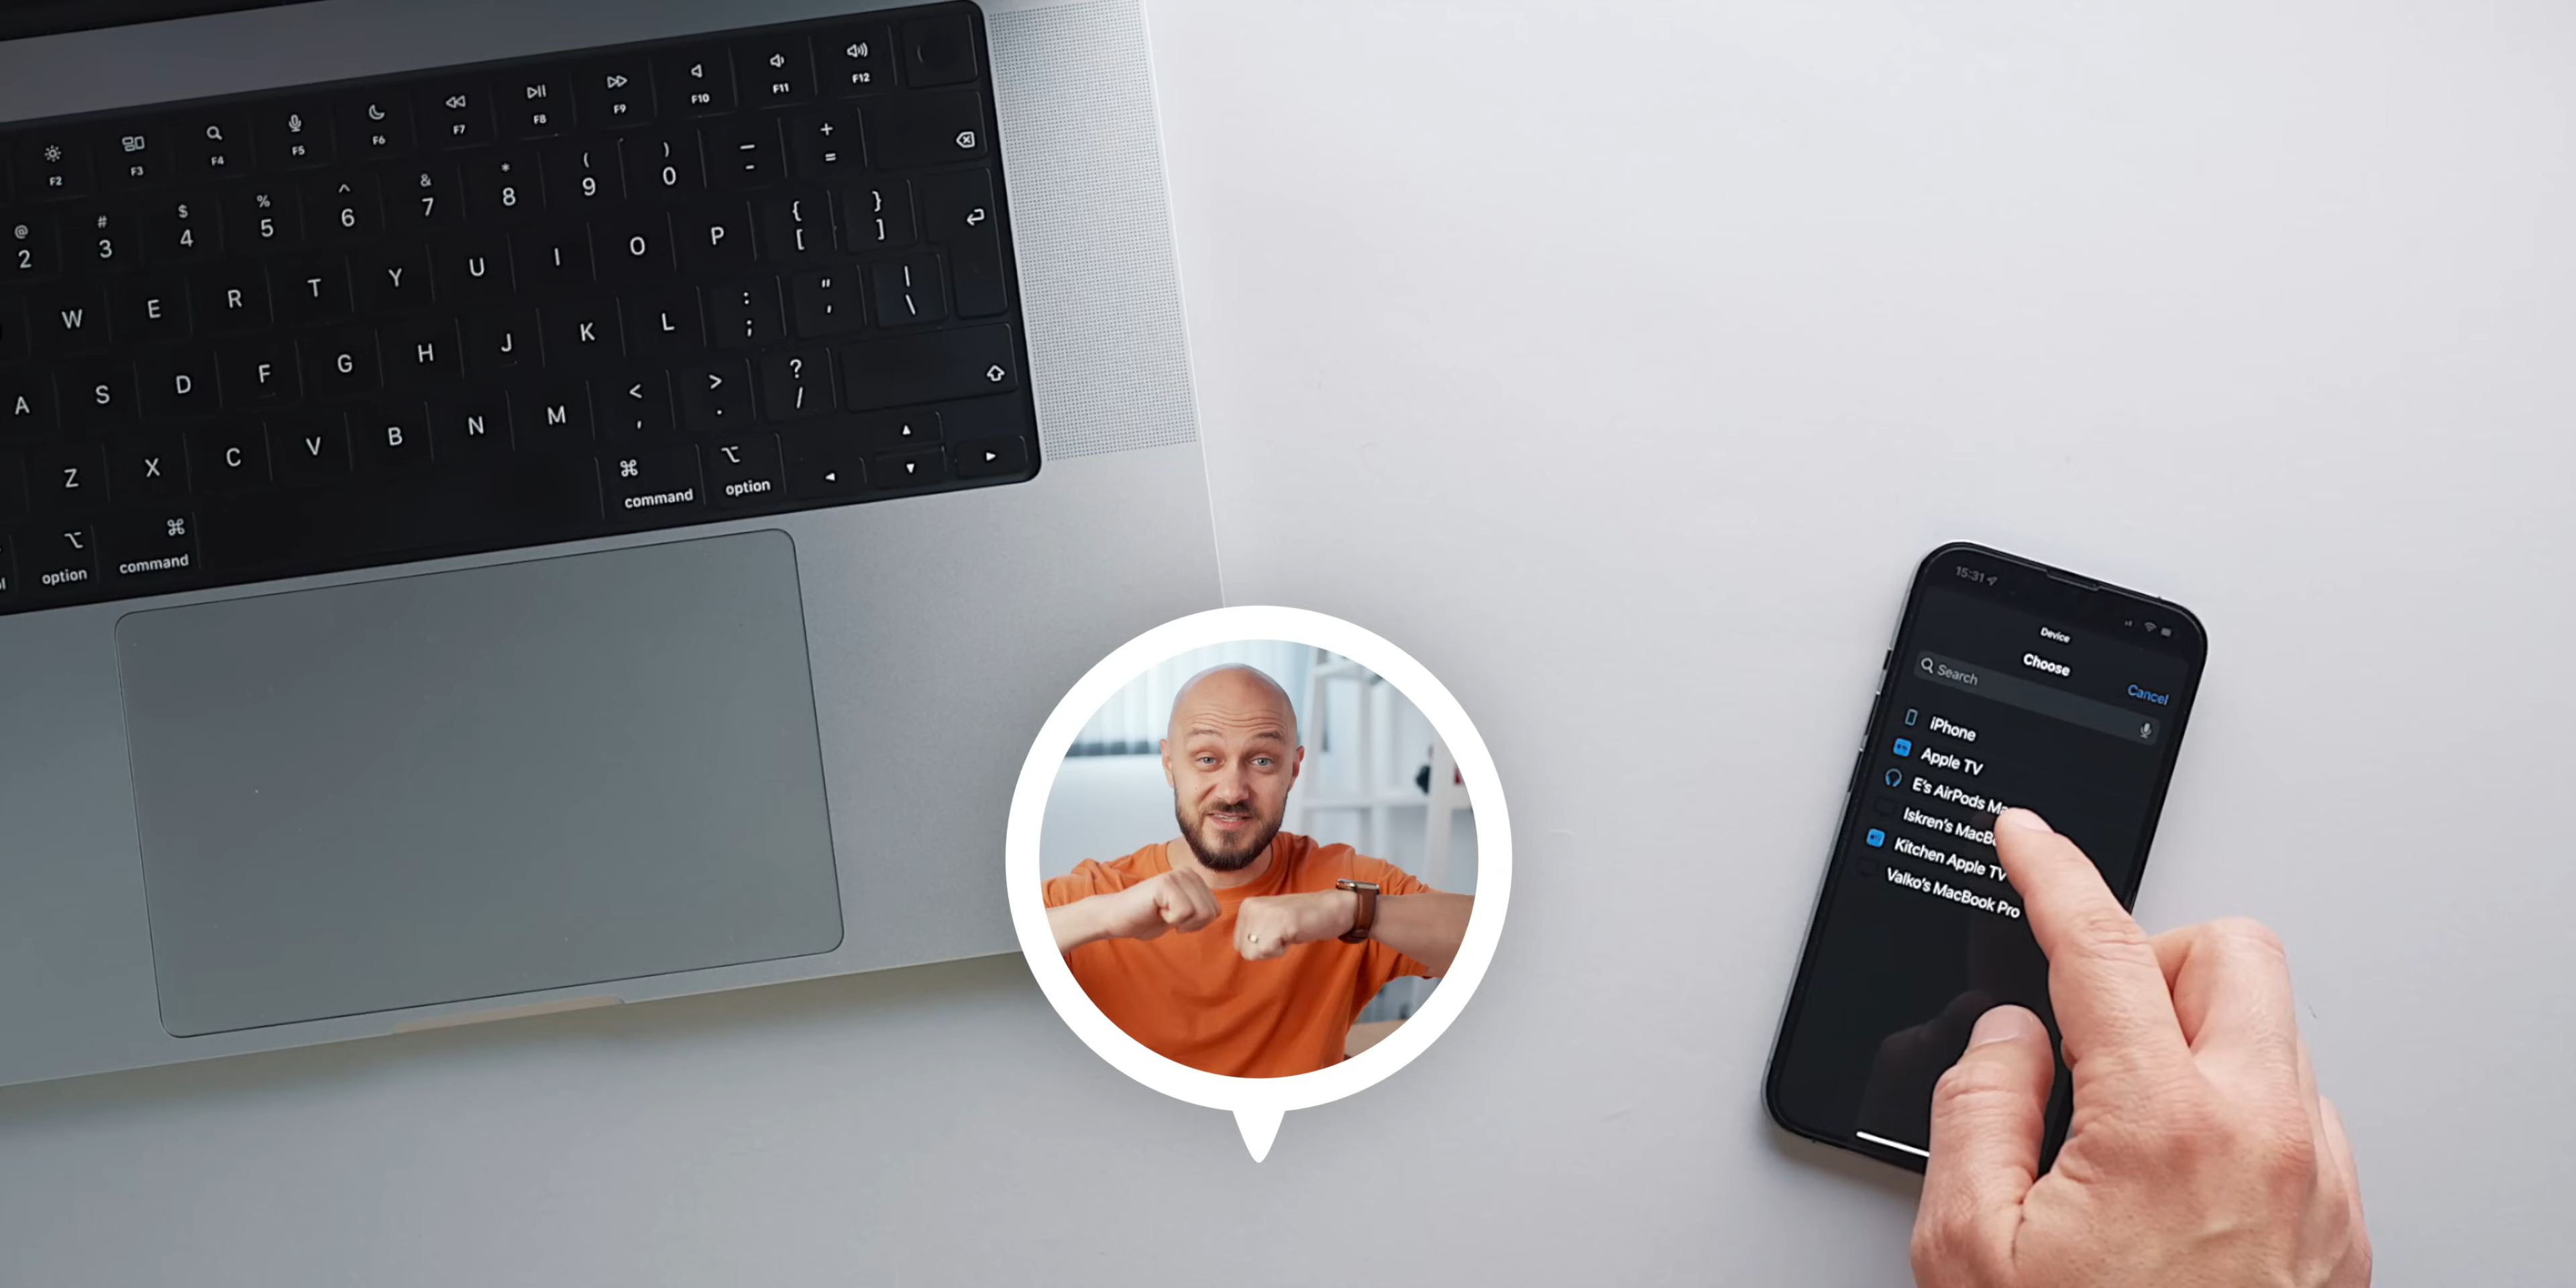 F2 F3 F4 F5 F6 F7 F8 F9 F10 F11 F12
@ # $ % ^ & * ( ) — +
2 3 4 5 6 7 8 9 0 - =
W E R T Y U I O P { }
[ ]
A S D F G H J K L : " |
; ' \
Z X C V B N M < > ?
, . /
option command command option
15:31
Device
Choose
Cancel
Search
iPhone
Apple TV
E's AirPods
Iskren's
Kitchen Apple TV
Valko's MacBook Pro